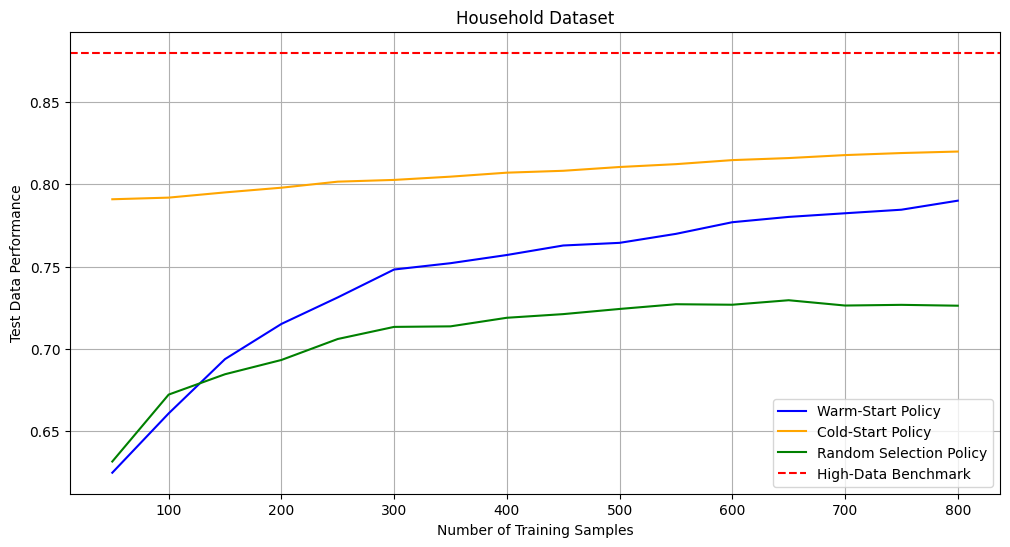 Household Dataset
Test Data Performance
0.85
0.80
0.75
0.70
0.65
100 200 300 400 500 600 700 800
Number of Training Samples
Warm-Start Policy
Cold-Start Policy
Random Selection Policy
High-Data Benchmark